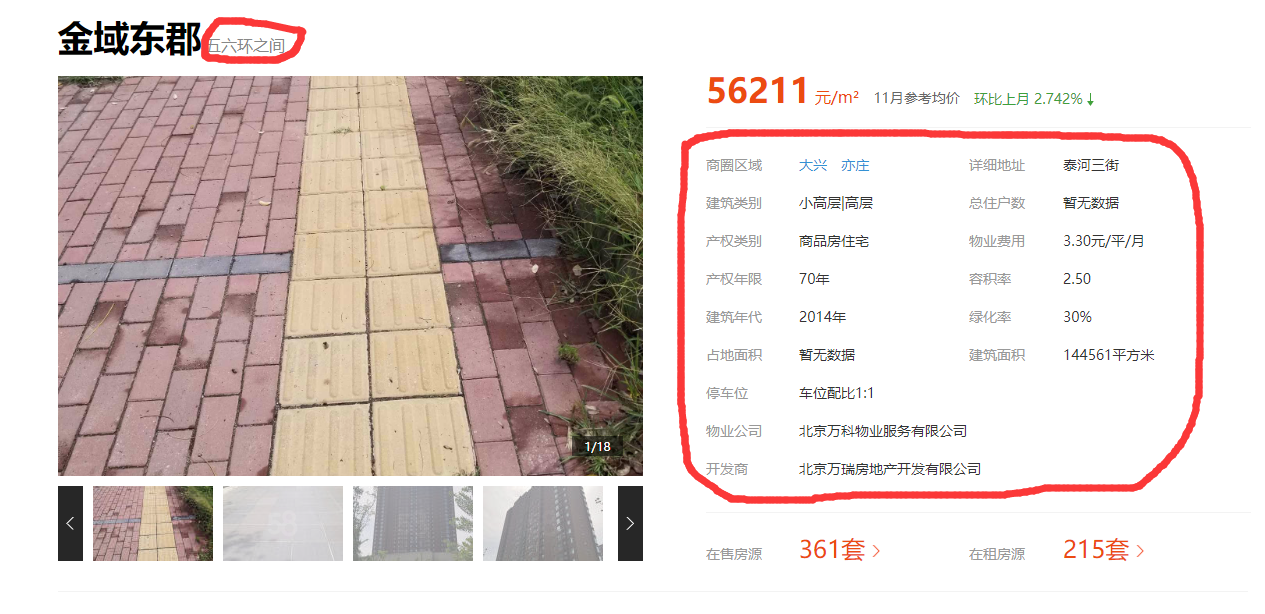 金域东郡 五六环之间
56211 元/m² 11月参考均价 环比上月 2.742%↓
商圈区域 大兴 亦庄 详细地址 泰河三街
建筑类别 小高层|高层 总住户数 暂无数据
产权类别 商品房住宅 物业费用 3.30元/平/月
产权年限 70年 容积率 2.50
建筑年代 2014年 绿化率 30%
占地面积 暂无数据 建筑面积 144561平方米
停车位 车位配比1:1
物业公司 北京万科物业服务有限公司
开发商 北京万瑞房地产开发有限公司
1/18
在售房源 361套 > 在租房源 215套 >